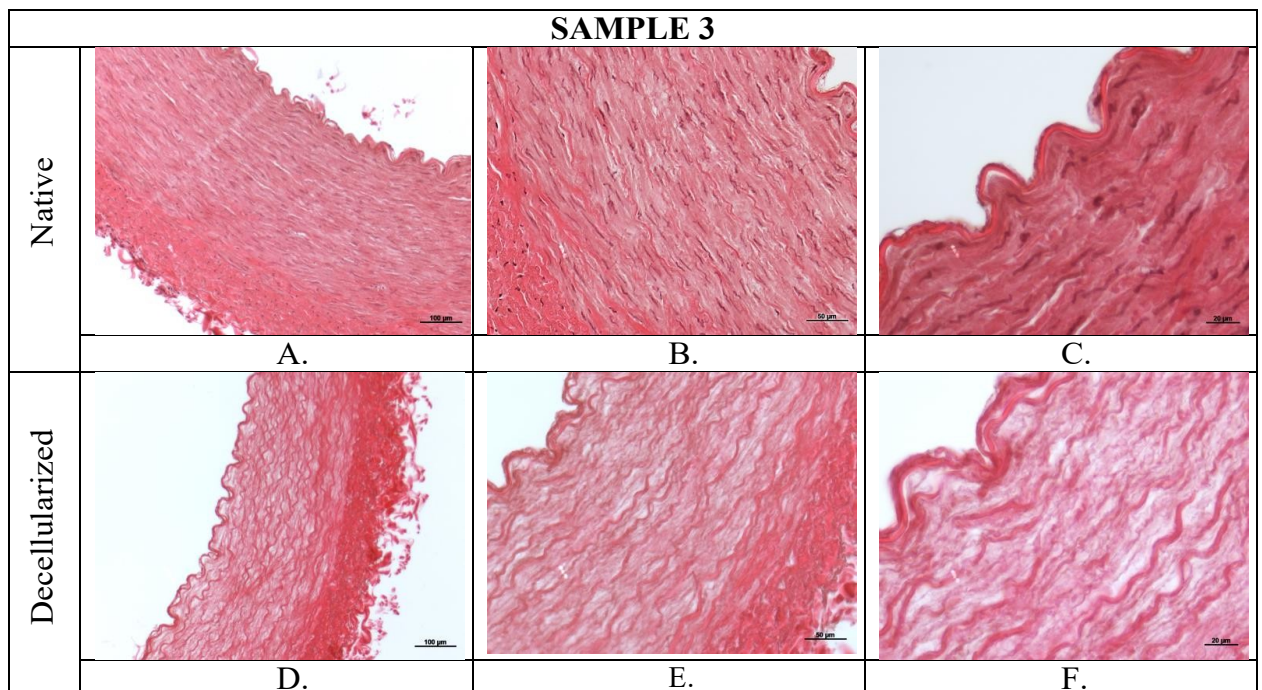 SAMPLE 3
Native
100 µm
50 µm
20 µm
A.
B.
C.
Decellularized
100 µm
50 µm
20 µm
D.
E.
F.